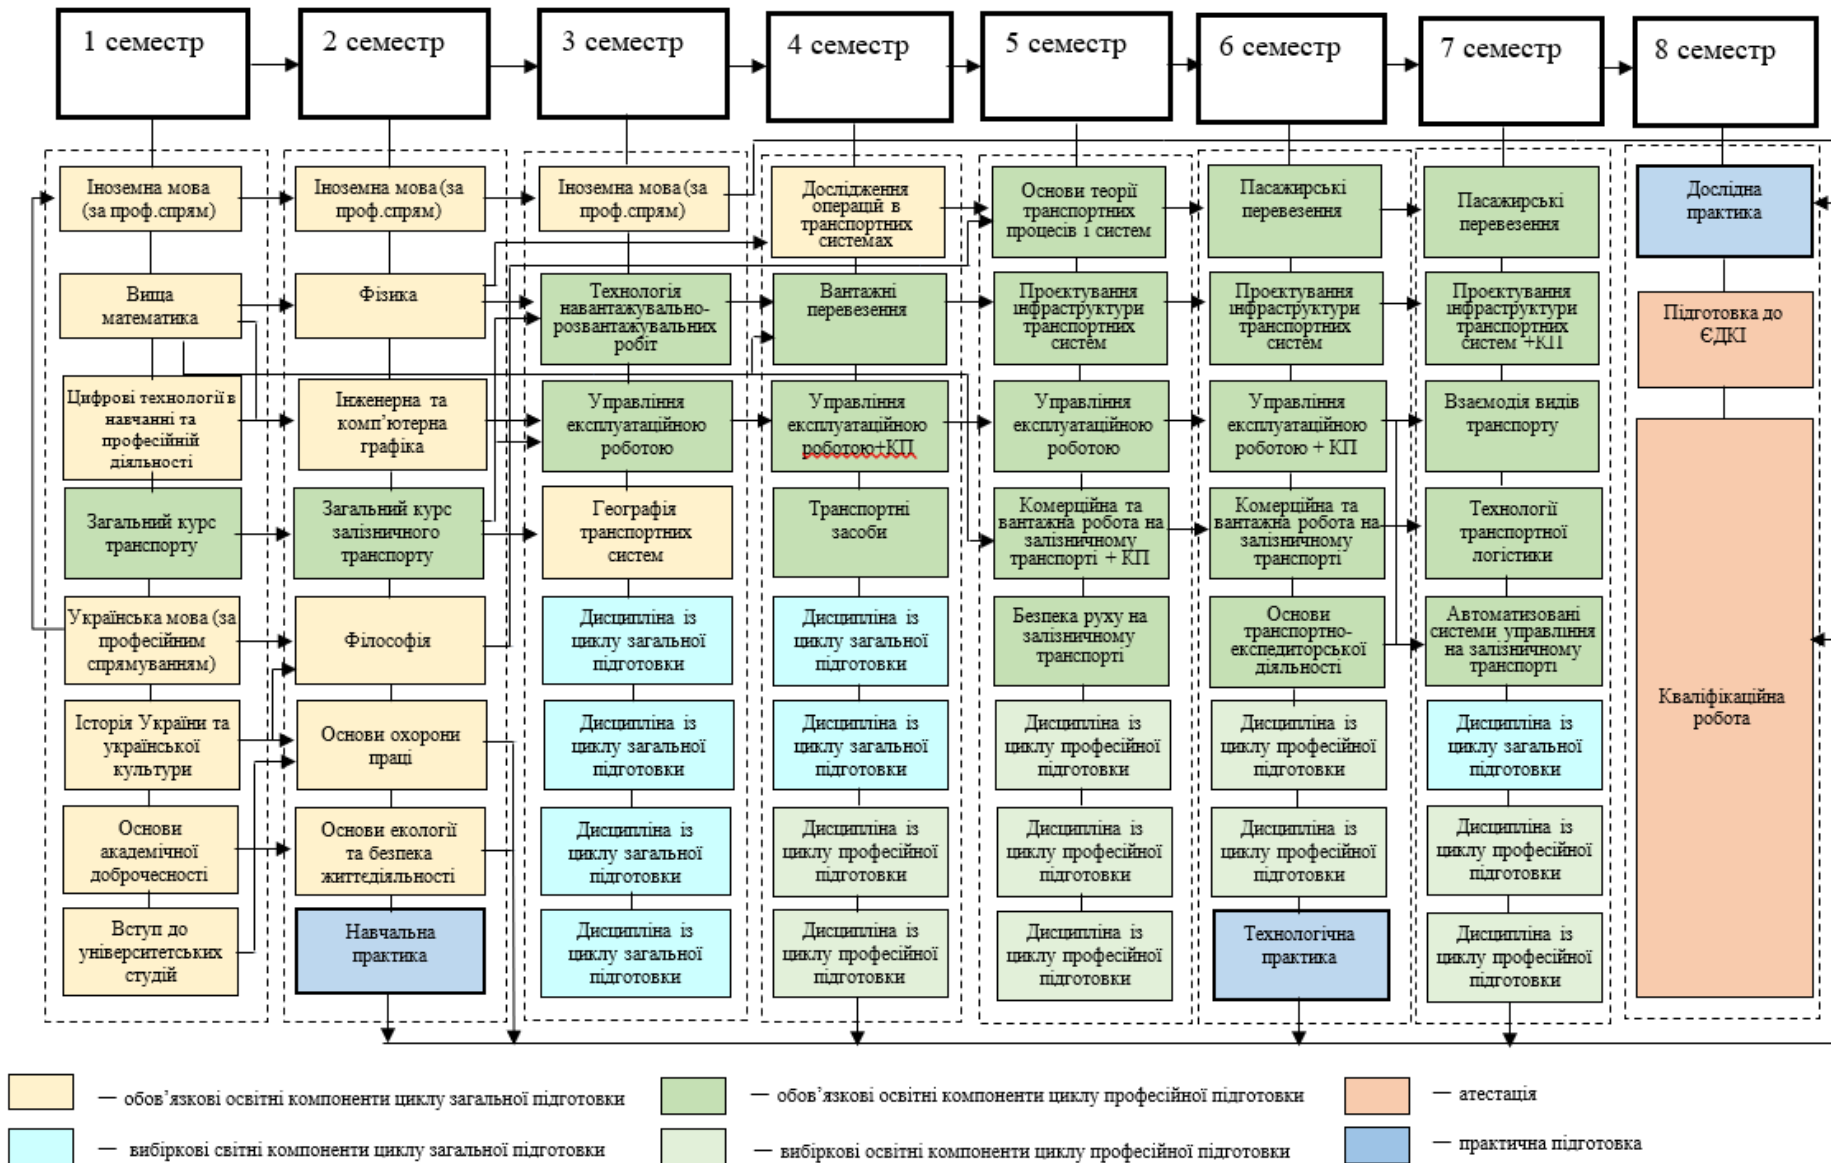 1 семестр
2 семестр
3 семестр
4 семестр
5 семестр
6 семестр
7 семестр
8 семестр
Іноземна мова
(за проф.спрям)
Вища
математика
Цифрові технології в
навчанні та
професійній
діяльності
Загальний курс
транспорту
Українська мова (за
професійним
спрямуванням)
Історія України та
української
культури
Основи
академічної
доброчесності
Вступ до
університетських
студій
Іноземна мова (за
проф.спрям)
Фізика
Інженерна та
комп’ютерна
графіка
Загальний курс
залізничного
транспорту
Філософія
Основи охорони
праці
Основи екології
та безпека
життєдіяльності
Навчальна
практика
Іноземна мова (за
проф.спрям)
Технологія
навантажувально-
розвантажувальних
робіт
Управління
експлуатаційною
роботою
Географія
транспортних
систем
Дисципліна із
циклу загальної
підготовки
Дисципліна із
циклу загальної
підготовки
Дисципліна із
циклу загальної
підготовки
Дисципліна із
циклу загальної
підготовки
Дослідження
операцій в
транспортних
системах
Вантажні
перевезення
Управління
експлуатаційною
роботою+КП
Транспортні
засоби
Дисципліна із
циклу загальної
підготовки
Дисципліна із
циклу загальної
підготовки
Дисципліна із
циклу професійної
підготовки
Дисципліна із
циклу професійної
підготовки
Основи теорії
транспортних
процесів і систем
Проєктування
інфраструктури
транспортних
систем
Управління
експлуатаційною
роботою
Комерційна та
вантажна робота на
залізничному
транспорті + КП
Безпека руху на
залізничному
транспорті
Дисципліна із
циклу професійної
підготовки
Дисципліна із
циклу професійної
підготовки
Дисципліна із
циклу професійної
підготовки
Пасажирські
перевезення
Проєктування
інфраструктури
транспортних
систем
Управління
експлуатаційною
роботою + КП
Комерційна та
вантажна робота на
залізничному
транспорті
Основи
транспортно-
експедиторської
діяльності
Дисципліна із
циклу професійної
підготовки
Дисципліна із
циклу професійної
підготовки
Технологічна
практика
Пасажирські
перевезення
Проєктування
інфраструктури
транспортних
систем +КП
Взаємодія видів
транспорту
Технології
транспортної
логістики
Автоматизовані
системи управління
на залізничному
транспорті
Дисципліна із
циклу загальної
підготовки
Дисципліна із
циклу професійної
підготовки
Дисципліна із
циклу професійної
підготовки
Дослідна
практика
Підготовка до
ЄДКІ
Кваліфікаційна
робота
— обов’язкові освітні компоненти циклу загальної підготовки
— обов’язкові освітні компоненти циклу професійної підготовки
— атестація
— вибіркові світні компоненти циклу загальної підготовки
— вибіркові освітні компоненти циклу професійної підготовки
— практична підготовка